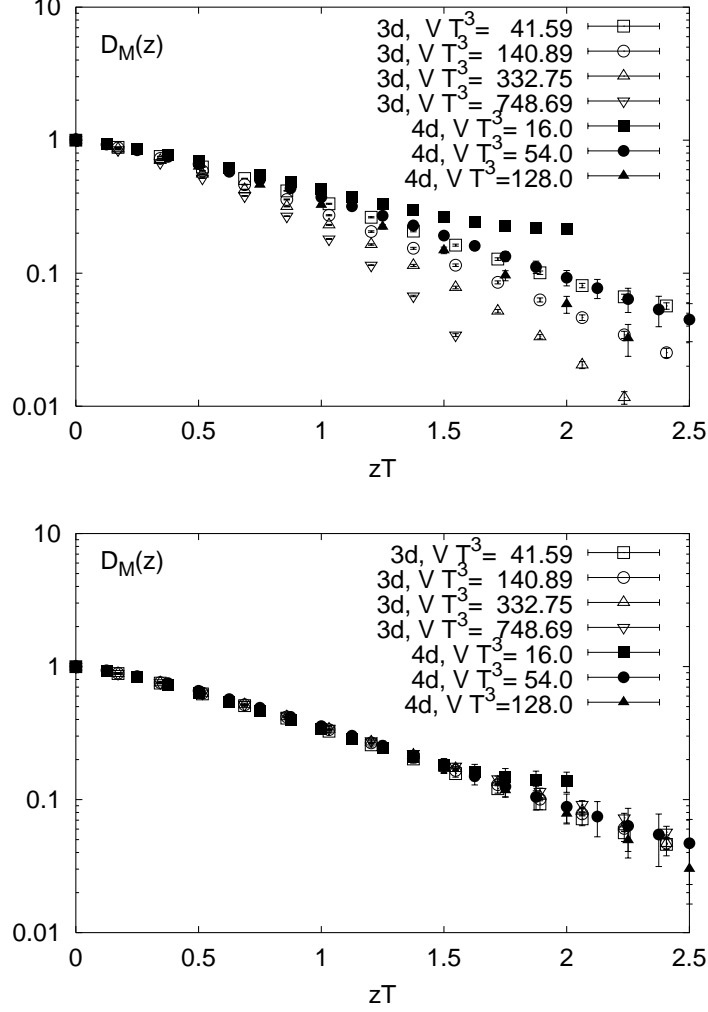 10
D_M(z)
3d, V T^3= 41.59
3d, V T^3= 140.89
3d, V T^3= 332.75
3d, V T^3= 748.69
4d, V T^3= 16.0
4d, V T^3= 54.0
4d, V T^3=128.0
1
0.1
0.01
0 0.5 1 1.5 2 2.5
zT
10
D_M(z)
3d, V T^3= 41.59
3d, V T^3= 140.89
3d, V T^3= 332.75
3d, V T^3= 748.69
4d, V T^3= 16.0
4d, V T^3= 54.0
4d, V T^3=128.0
1
0.1
0.01
0 0.5 1 1.5 2 2.5
zT